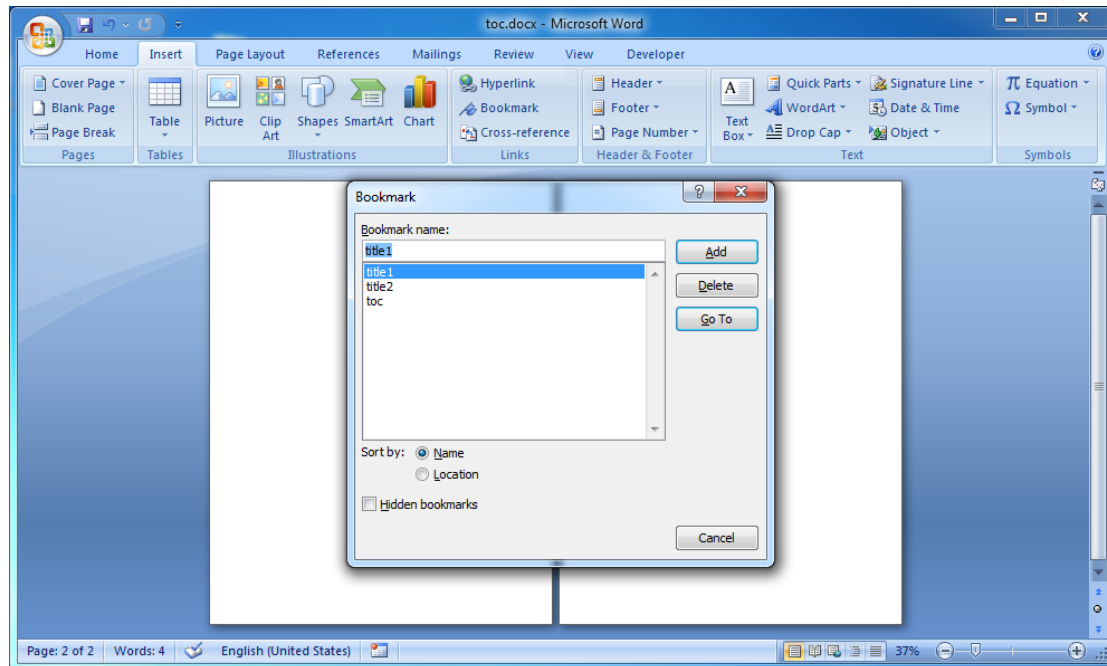 toc.docx - Microsoft Word
Home Insert Page Layout References Mailings Review View Developer
Cover Page
Blank Page
Page Break
Pages
Table
Tables
Picture Clip Art Shapes SmartArt Chart
Illustrations
Hyperlink
Bookmark
Cross-reference
Links
Header
Footer
Page Number
Header & Footer
A
Text Box
Quick Parts
WordArt
Drop Cap
Signature Line
Date & Time
Object
Text
π Equation
Ω Symbol
Symbols
Bookmark
Bookmark name:
title1
title1
title2
toc
Add
Delete
Go To
Sort by: Name
Location
Hidden bookmarks
Cancel
Page: 2 of 2 Words: 4 English (United States) 37%